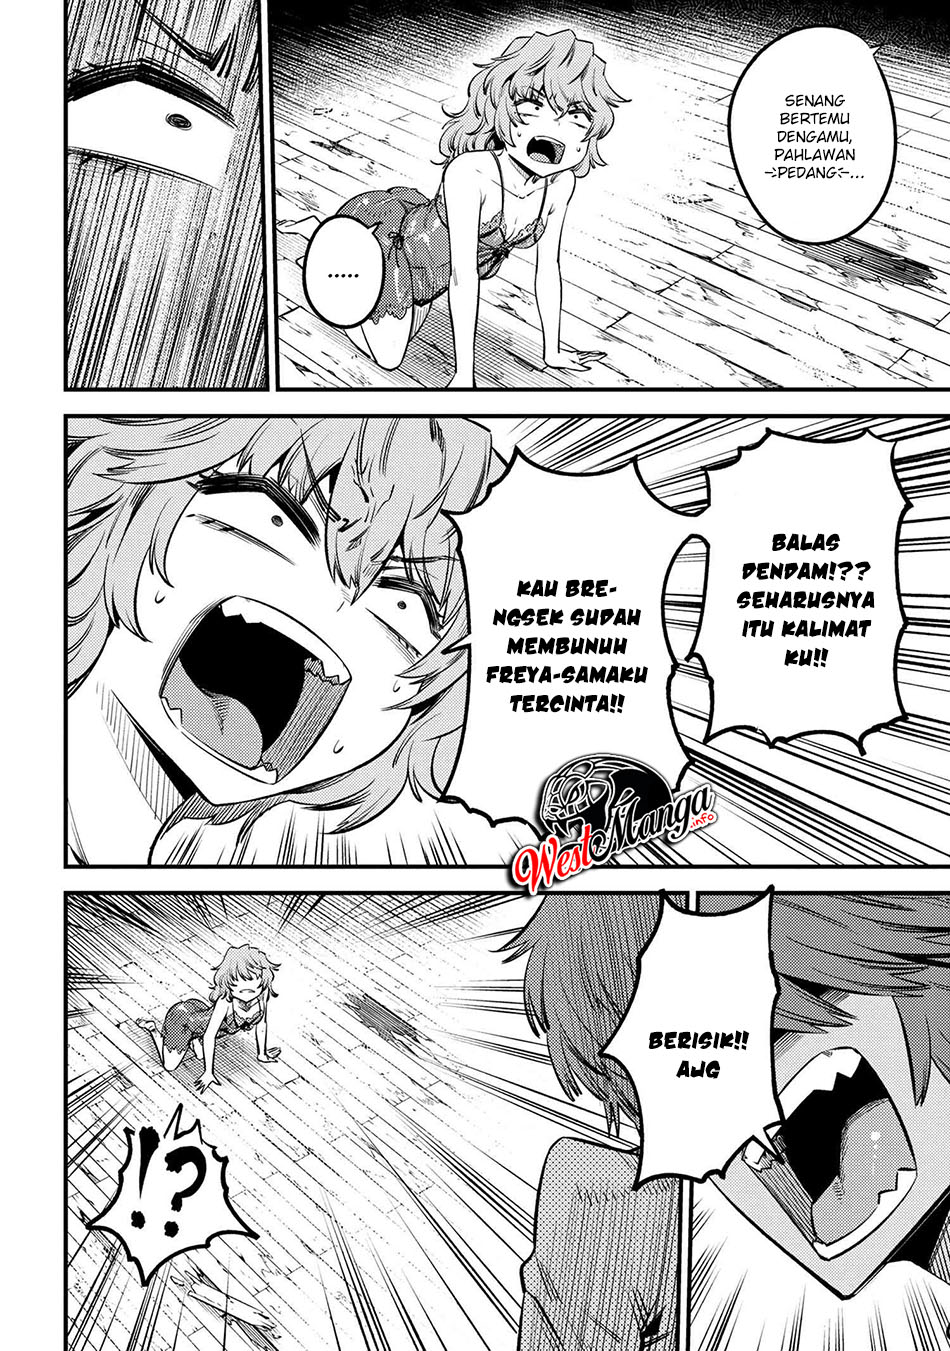 SENANG
BERTEMU
DENGAMU,
PAHLAWAN
-PEDANG-...
.....
BALAS
DENDAM!??
SEHARUSNYA
ITU KALIMAT
KU!!
KAU BRE-
NGSEK SUDAH
MEMBUNUH
FREYA-SAMAKU
TERCINTA!!
WestManga
.info
BERISIK!!
AJG
!?